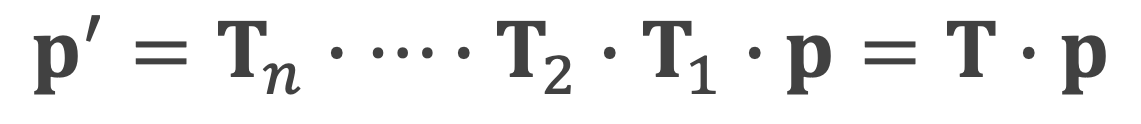 𝐩′ = 𝐓ₙ · ⋯ · 𝐓₂ · 𝐓₁ · 𝐩 = 𝐓 · 𝐩